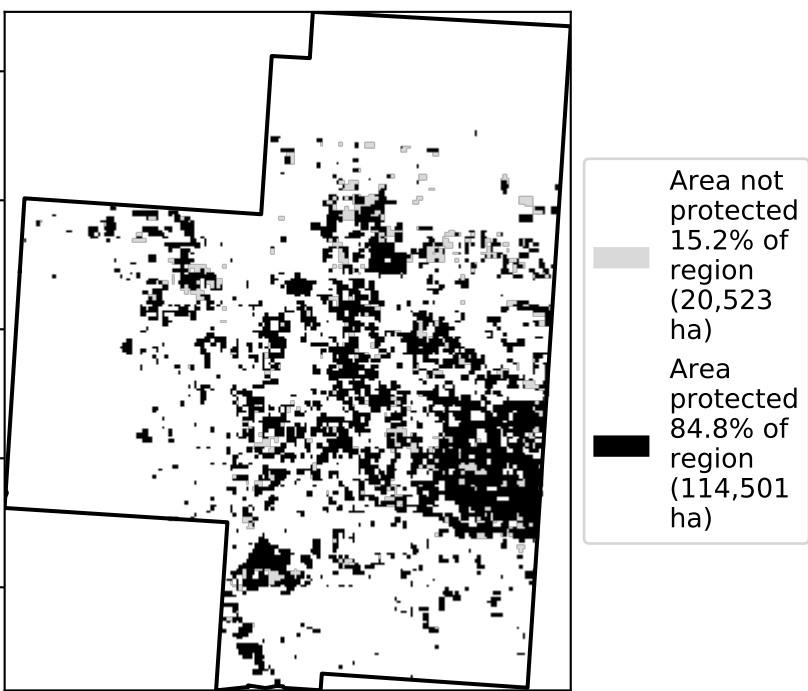 Area not
protected
15.2% of
region
(20,523
ha)
Area
protected
84.8% of
region
(114,501
ha)